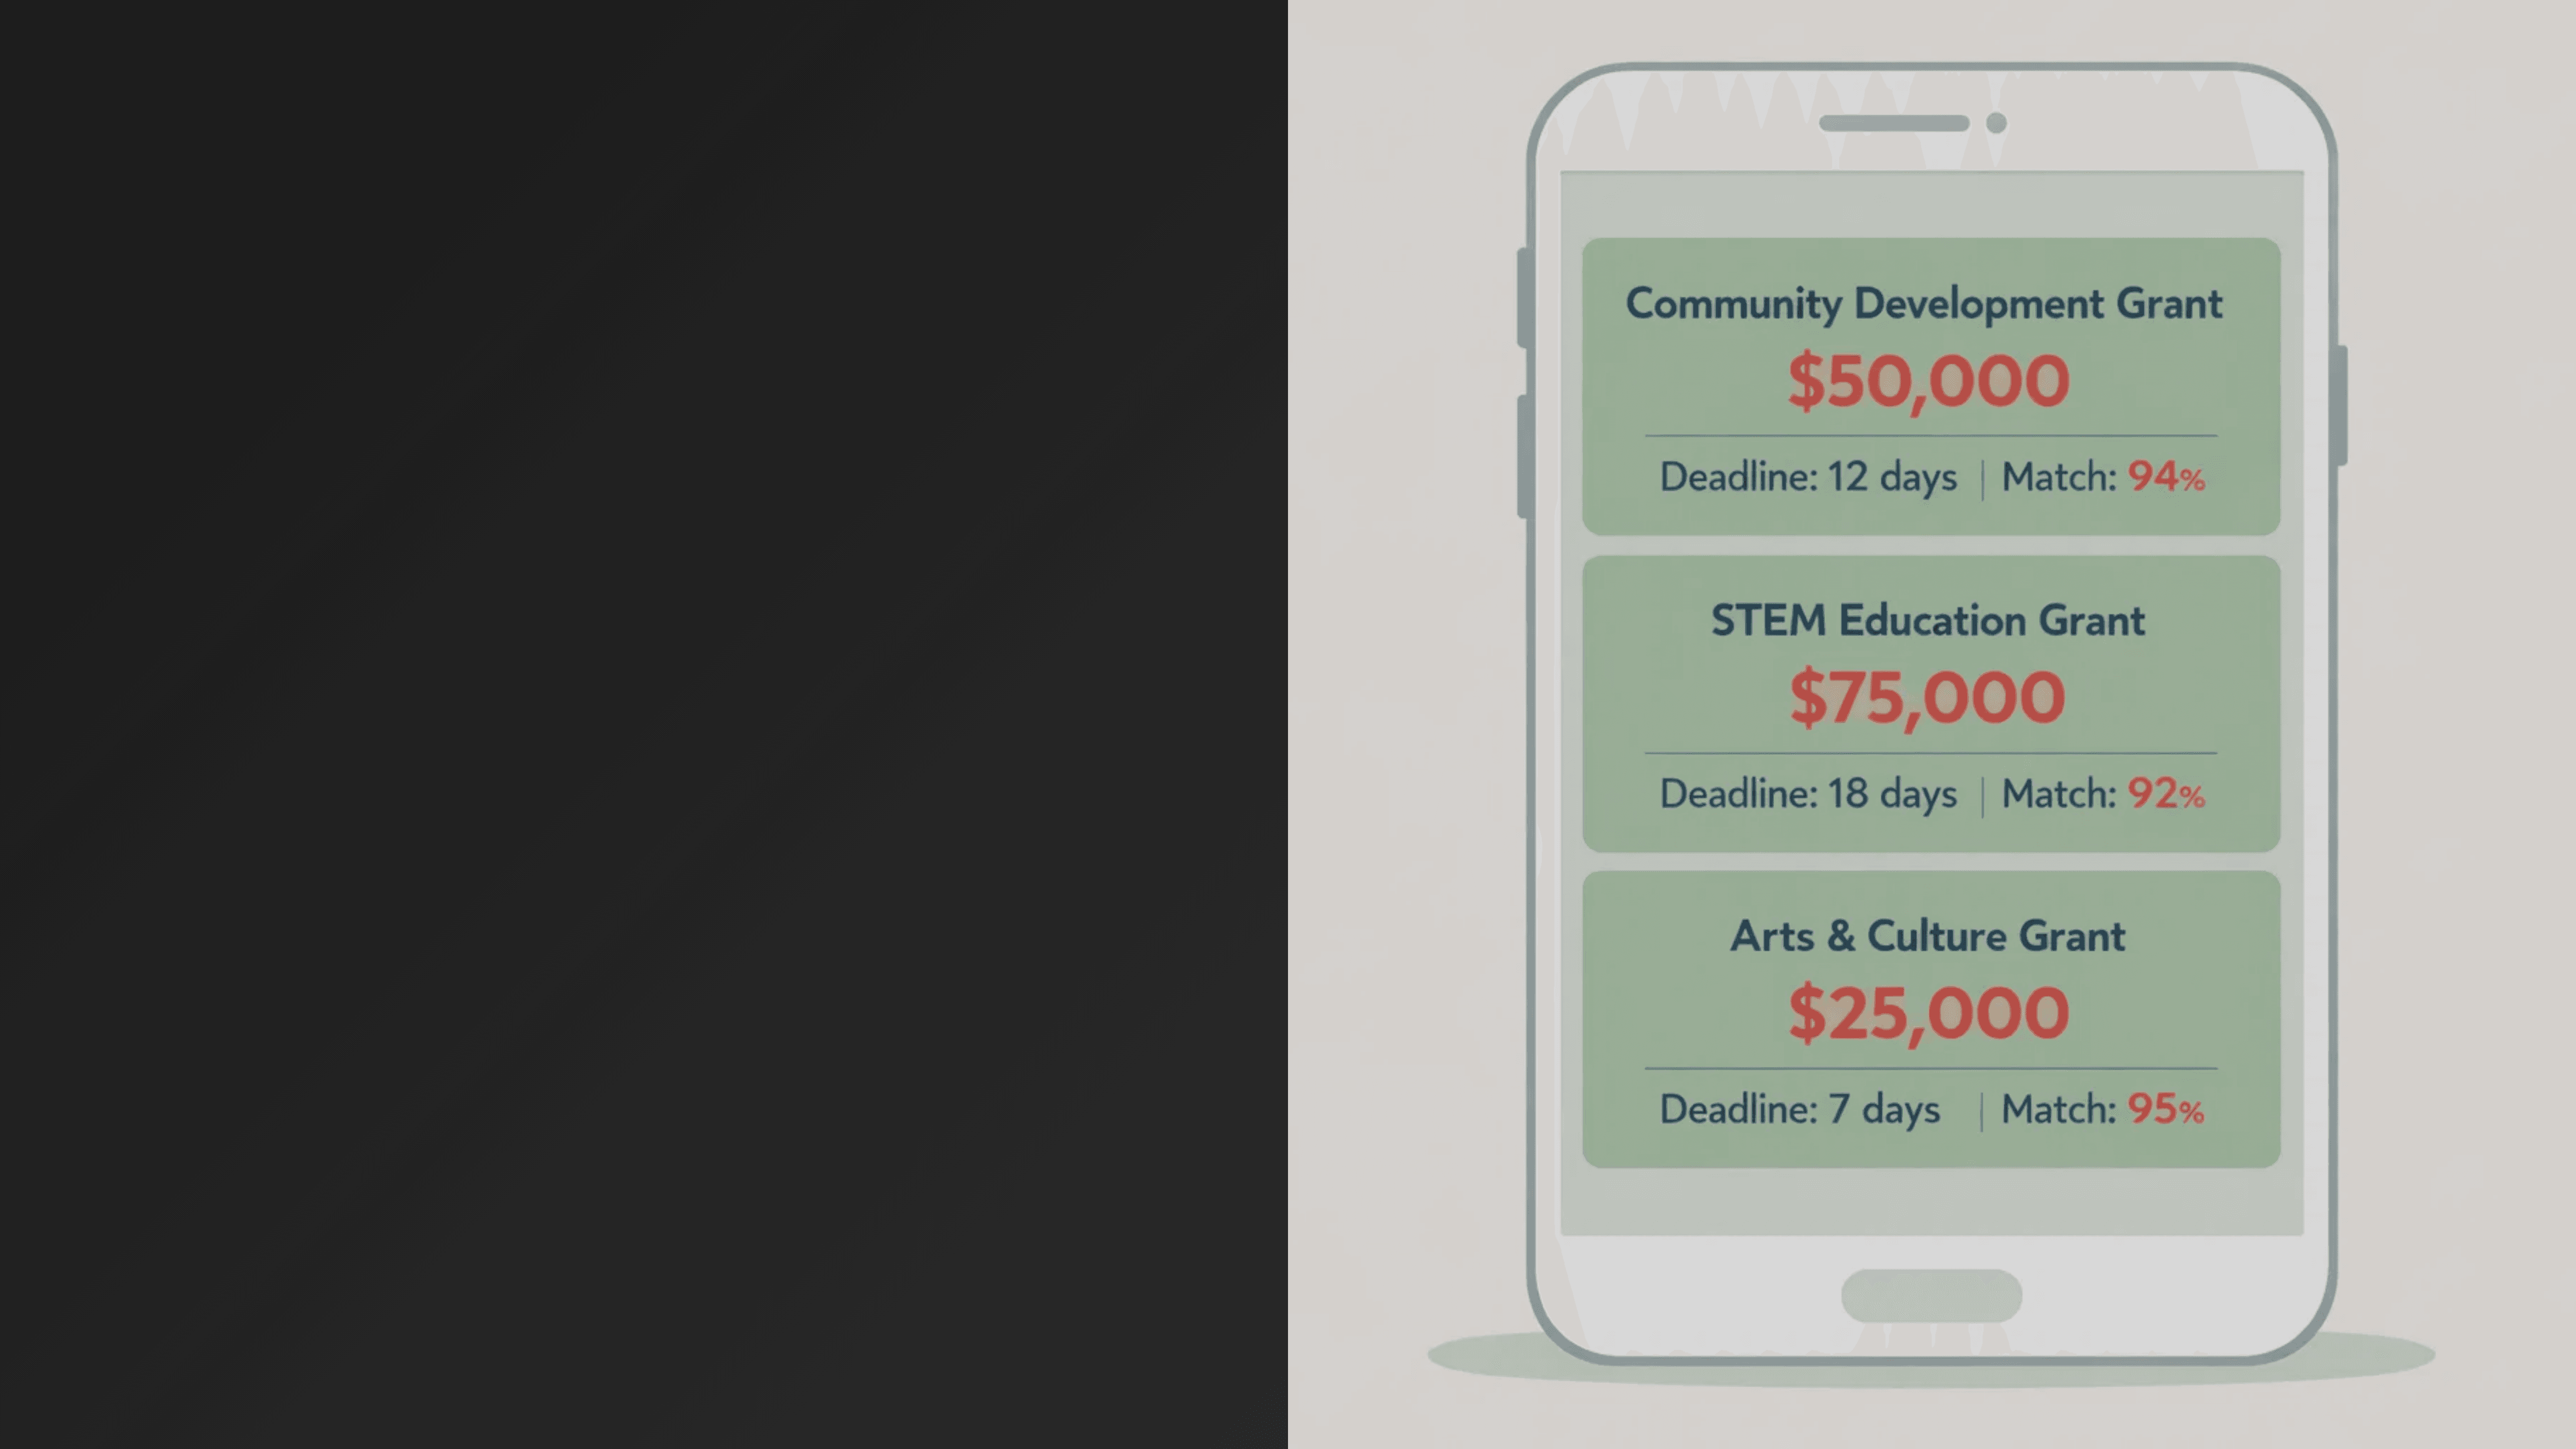 Community Development Grant
$50,000
Deadline: 12 days | Match: 94%
STEM Education Grant
$75,000
Deadline: 18 days | Match: 92%
Arts & Culture Grant
$25,000
Deadline: 7 days | Match: 95%